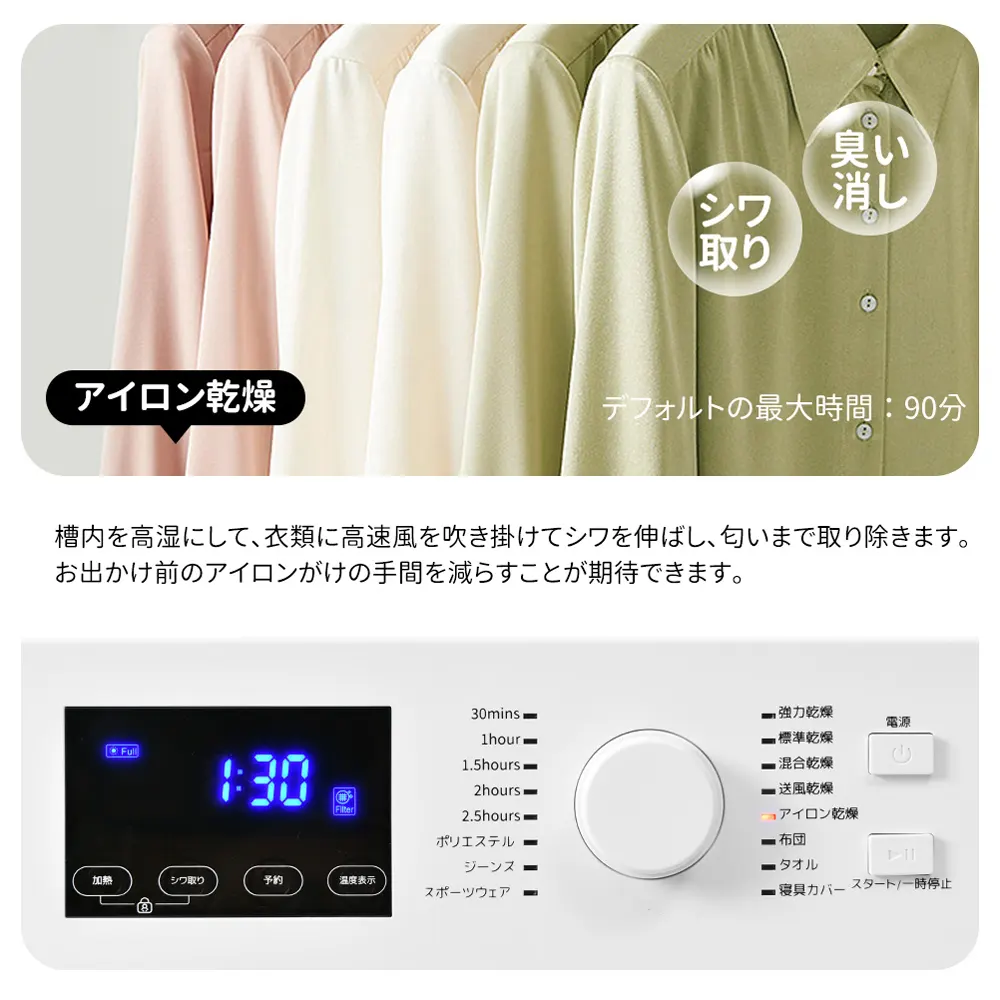 臭い
消し
シワ
取り
アイロン乾燥
デフォルトの最大時間：90分
槽内を高湿にして、衣類に高速風を吹き掛けてシワを伸ばし、匂いまで取り除きます。
お出かけ前のアイロンがけの手間を減らすことが期待できます。
Full
1:30
Filter
加熱
シワ取り
予約
温度表示
30mins
1hour
1.5hours
2hours
2.5hours
ポリエステル
ジーンズ
スポーツウェア
強力乾燥
標準乾燥
混合乾燥
送風乾燥
アイロン乾燥
布団
タオル
寝具カバー
電源
スタート/一時停止